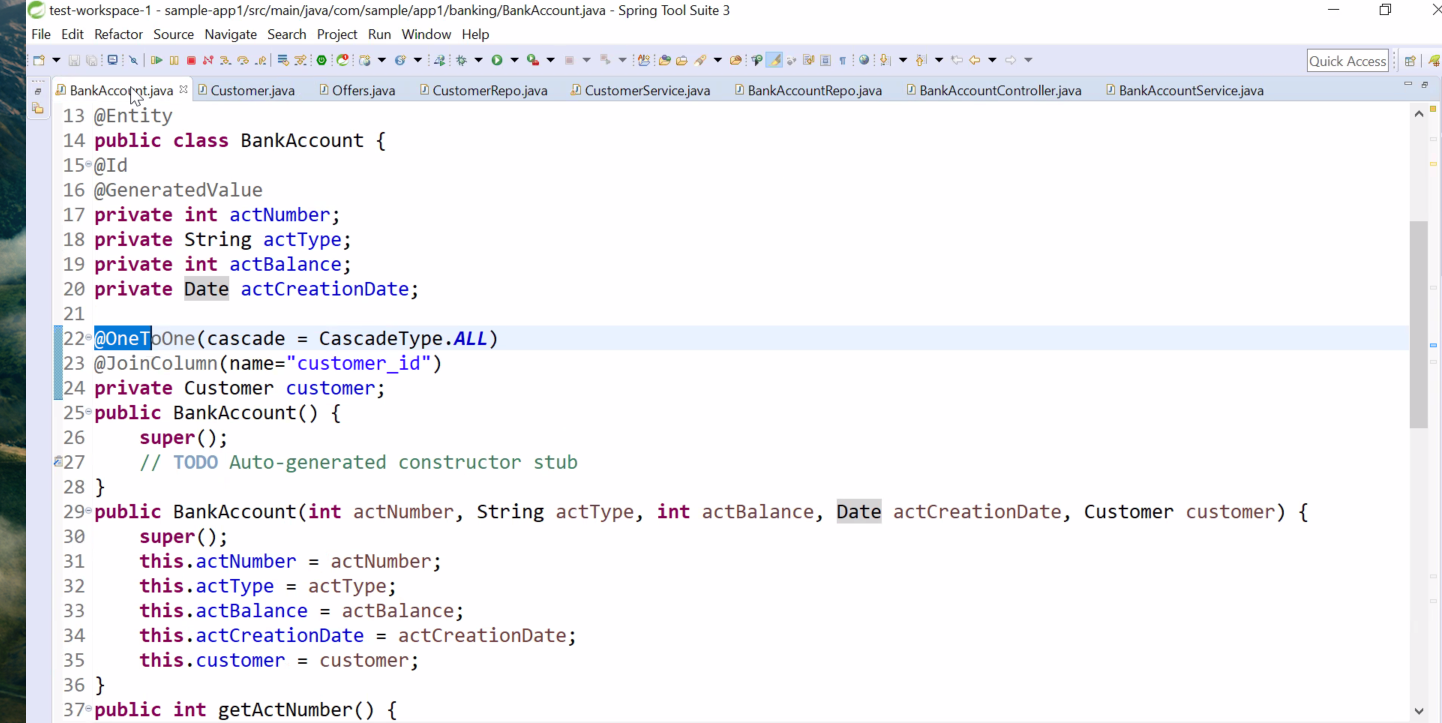 test-workspace-1 - sample-app1/src/main/java/com/sample/app1/banking/BankAccount.java - Spring Tool Suite 3
File Edit Refactor Source Navigate Search Project Run Window Help
Quick Access
BankAccount.java Customer.java Offers.java CustomerRepo.java CustomerService.java BankAccountRepo.java BankAccountController.java BankAccountService.java
13 @Entity
14 public class BankAccount {
15 @Id
16 @GeneratedValue
17 private int actNumber;
18 private String actType;
19 private int actBalance;
20 private Date actCreationDate;
21
22 @OneToOne(cascade = CascadeType.ALL)
23 @JoinColumn(name="customer_id")
24 private Customer customer;
25 public BankAccount() {
26 super();
27 // TODO Auto-generated constructor stub
28 }
29 public BankAccount(int actNumber, String actType, int actBalance, Date actCreationDate, Customer customer) {
30 super();
31 this.actNumber = actNumber;
32 this.actType = actType;
33 this.actBalance = actBalance;
34 this.actCreationDate = actCreationDate;
35 this.customer = customer;
36 }
37 public int getActNumber() {